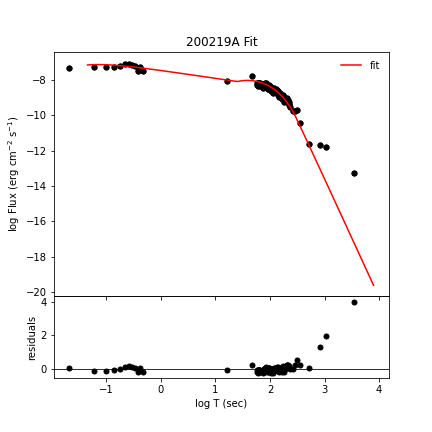 200219A Fit
fit
log Flux (erg cm⁻² s⁻¹)
−8
−10
−12
−14
−16
−18
−20
residuals
4
2
0
−1 0 1 2 3 4
log T (sec)